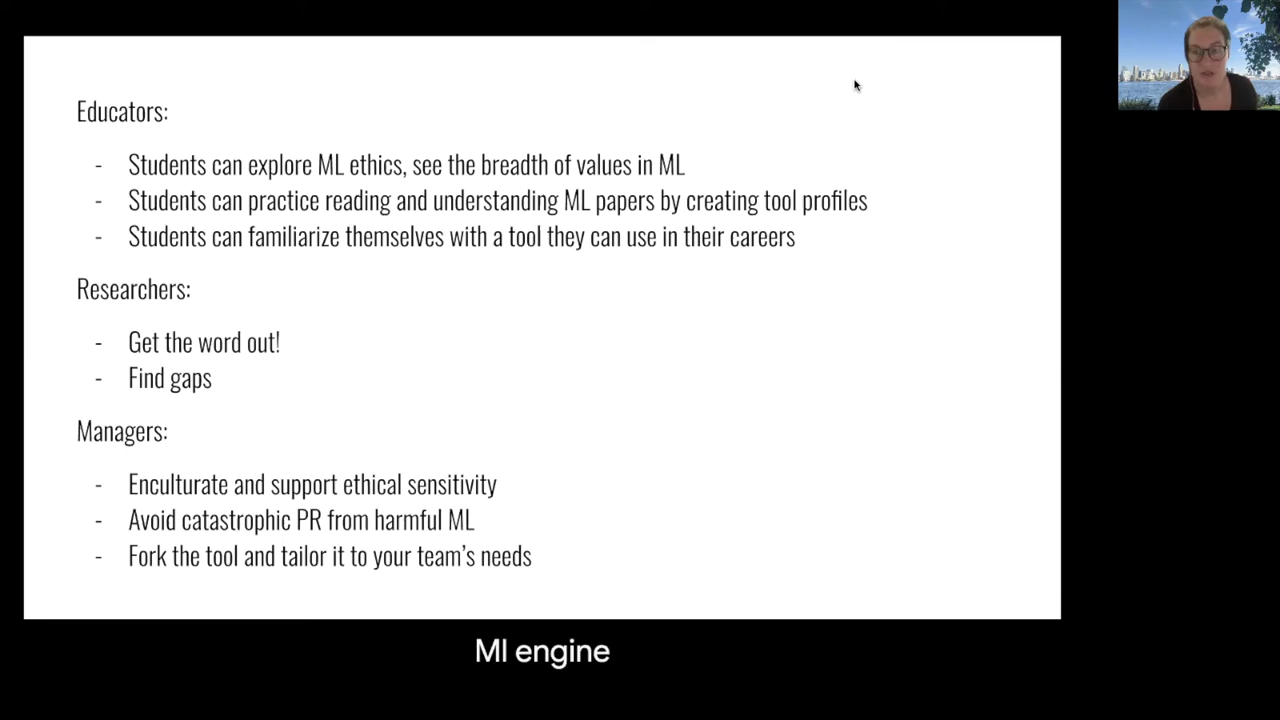 Educators:
- Students can explore ML ethics, see the breadth of values in ML
- Students can practice reading and understanding ML papers by creating tool profiles
- Students can familiarize themselves with a tool they can use in their careers
Researchers:
- Get the word out!
- Find gaps
Managers:
- Enculturate and support ethical sensitivity
- Avoid catastrophic PR from harmful ML
- Fork the tool and tailor it to your team's needs
Ml engine